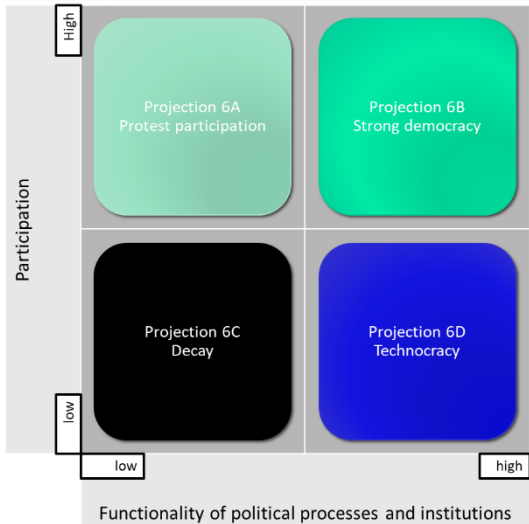 High
Projection 6A
Protest participation
Projection 6B
Strong democracy
Participation
Projection 6C
Decay
Projection 6D
Technocracy
low
low
high
Functionality of political processes and institutions